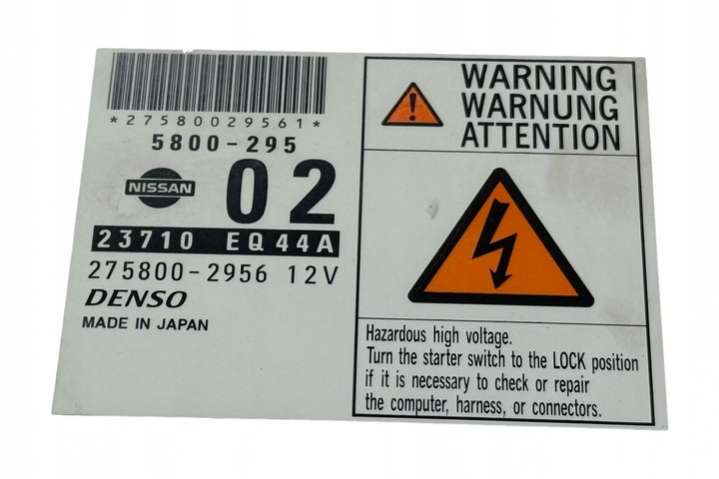 *27580029561*
5800-295
NISSAN
02
23710 EQ44A
275800-2956 12V
DENSO
MADE IN JAPAN
WARNING
WARNUNG
ATTENTION
Hazardous high voltage.
Turn the starter switch to the LOCK position
if it is necessary to check or repair
the computer, harness, or connectors.